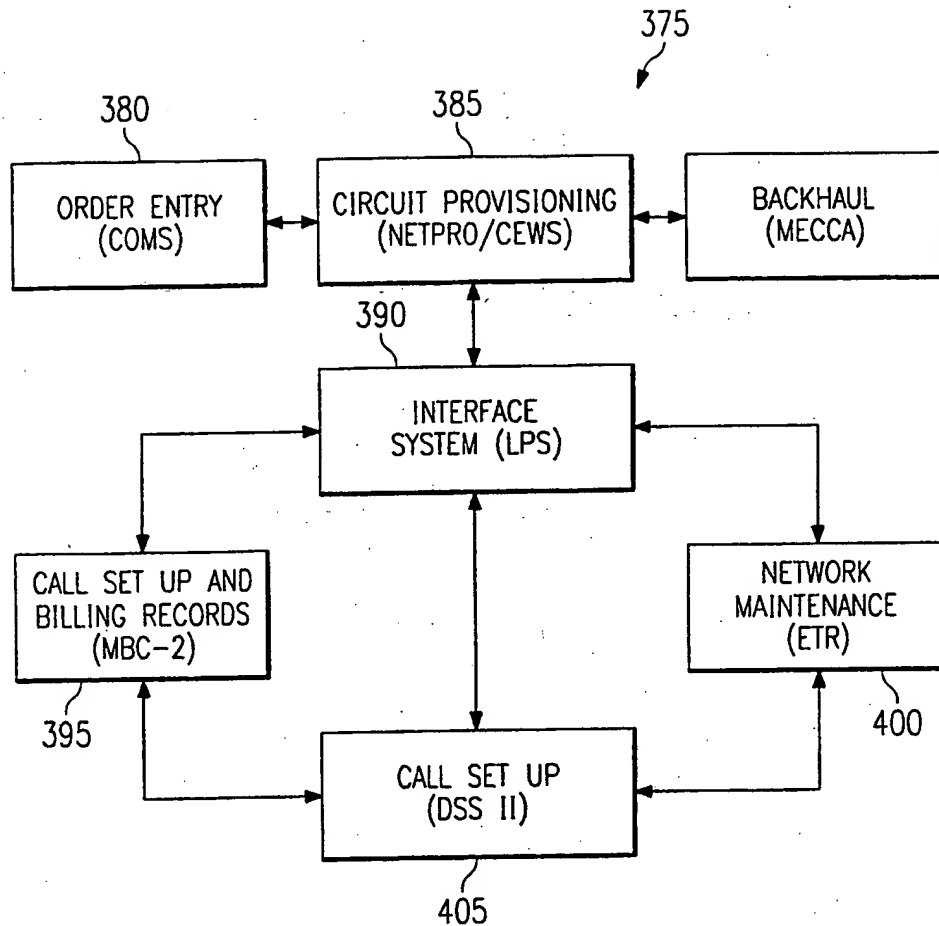 375
380
385
ORDER ENTRY
(COMS)
CIRCUIT PROVISIONING
(NETPRO/CEWS)
BACKHAUL
(MECCA)
390
INTERFACE
SYSTEM (LPS)
CALL SET UP AND
BILLING RECORDS
(MBC-2)
NETWORK
MAINTENANCE
(ETR)
395
400
CALL SET UP
(DSS II)
405